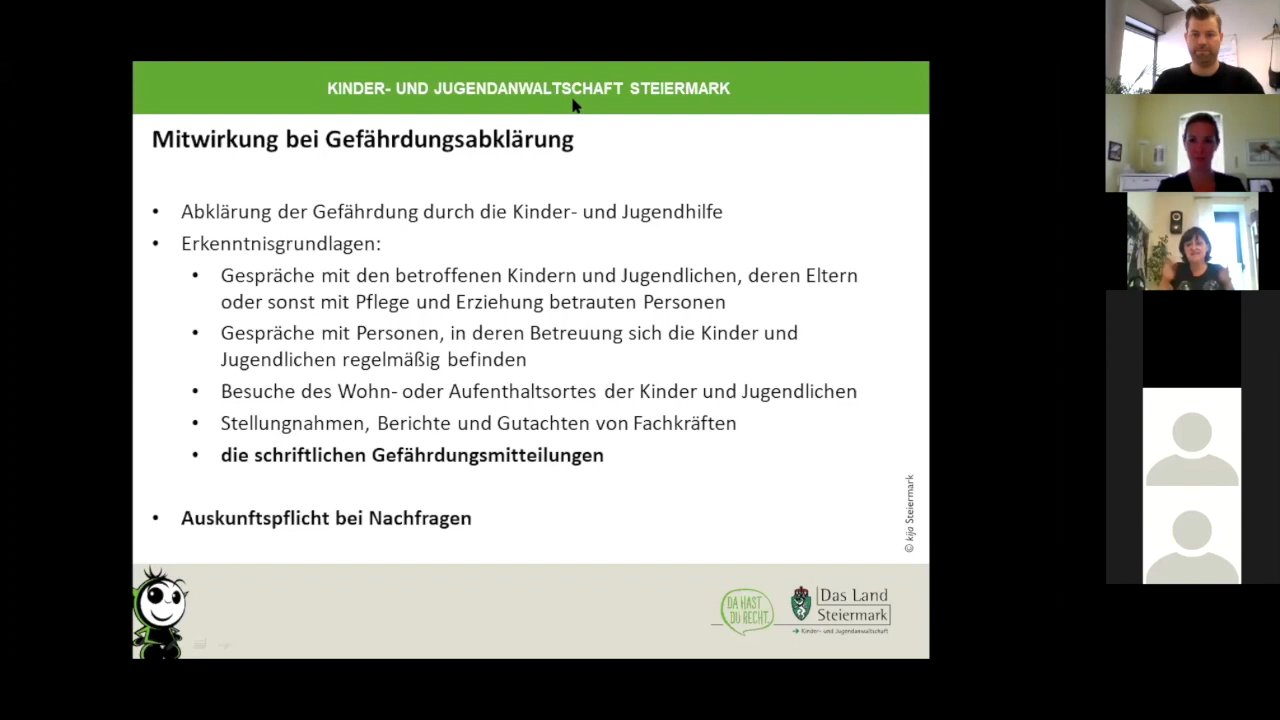 KINDER- UND JUGENDANWALTSCHAFT STEIERMARK
Mitwirkung bei Gefährdungsabklärung
• Abklärung der Gefährdung durch die Kinder- und Jugendhilfe
• Erkenntnisgrundlagen:
• Gespräche mit den betroffenen Kindern und Jugendlichen, deren Eltern
oder sonst mit Pflege und Erziehung betrauten Personen
• Gespräche mit Personen, in deren Betreuung sich die Kinder und
Jugendlichen regelmäßig befinden
• Besuche des Wohn- oder Aufenthaltsortes der Kinder und Jugendlichen
• Stellungnahmen, Berichte und Gutachten von Fachkräften
• die schriftlichen Gefährdungsmitteilungen
• Auskunftspflicht bei Nachfragen
© kija Steiermark
DA HAST
DU RECHT
Das Land
Steiermark
➔ Kinder- und Jugendanwaltschaft